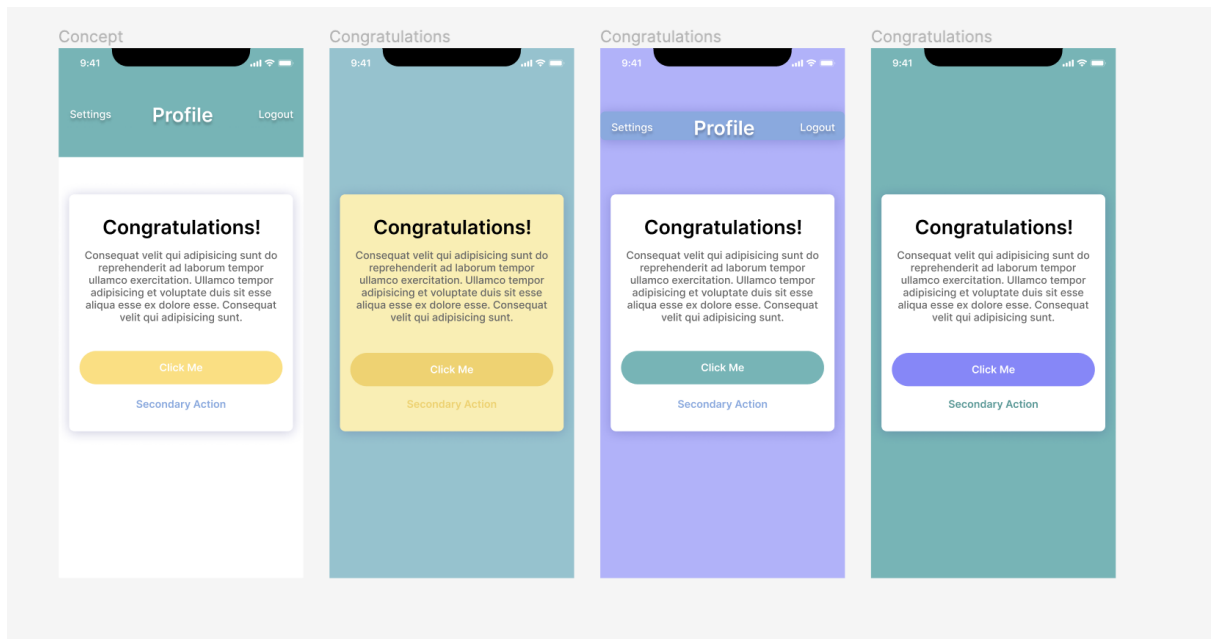 Concept
9:41
Settings
Profile
Logout
Congratulations!
Consequat velit qui adipisicing sunt do
reprehenderit ad laborum tempor
ullamco exercitation. Ullamco tempor
adipisicing et voluptate duis sit esse
aliqua esse ex dolore esse. Consequat
velit qui adipisicing sunt.
Click Me
Secondary Action
Congratulations
9:41
Congratulations!
Consequat velit qui adipisicing sunt do
reprehenderit ad laborum tempor
ullamco exercitation. Ullamco tempor
adipisicing et voluptate duis sit esse
aliqua esse ex dolore esse. Consequat
velit qui adipisicing sunt.
Click Me
Secondary Action
Congratulations
9:41
Settings
Profile
Logout
Congratulations!
Consequat velit qui adipisicing sunt do
reprehenderit ad laborum tempor
ullamco exercitation. Ullamco tempor
adipisicing et voluptate duis sit esse
aliqua esse ex dolore esse. Consequat
velit qui adipisicing sunt.
Click Me
Secondary Action
Congratulations
9:41
Congratulations!
Consequat velit qui adipisicing sunt do
reprehenderit ad laborum tempor
ullamco exercitation. Ullamco tempor
adipisicing et voluptate duis sit esse
aliqua esse ex dolore esse. Consequat
velit qui adipisicing sunt.
Click Me
Secondary Action